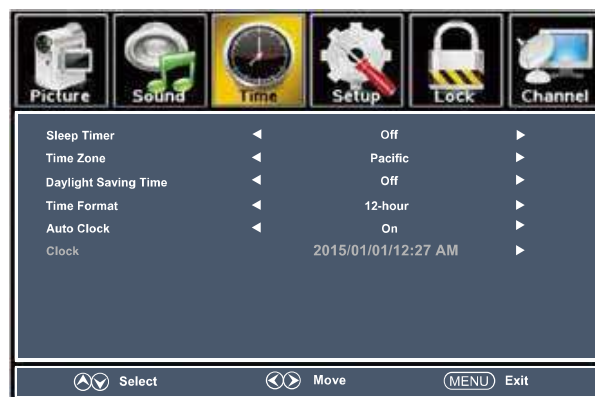 Picture Sound Time Setup Lock Channel
Sleep Timer Off
Time Zone Pacific
Daylight Saving Time Off
Time Format 12-hour
Auto Clock On
Clock 2015/01/01/12:27 AM
Select Move MENU Exit